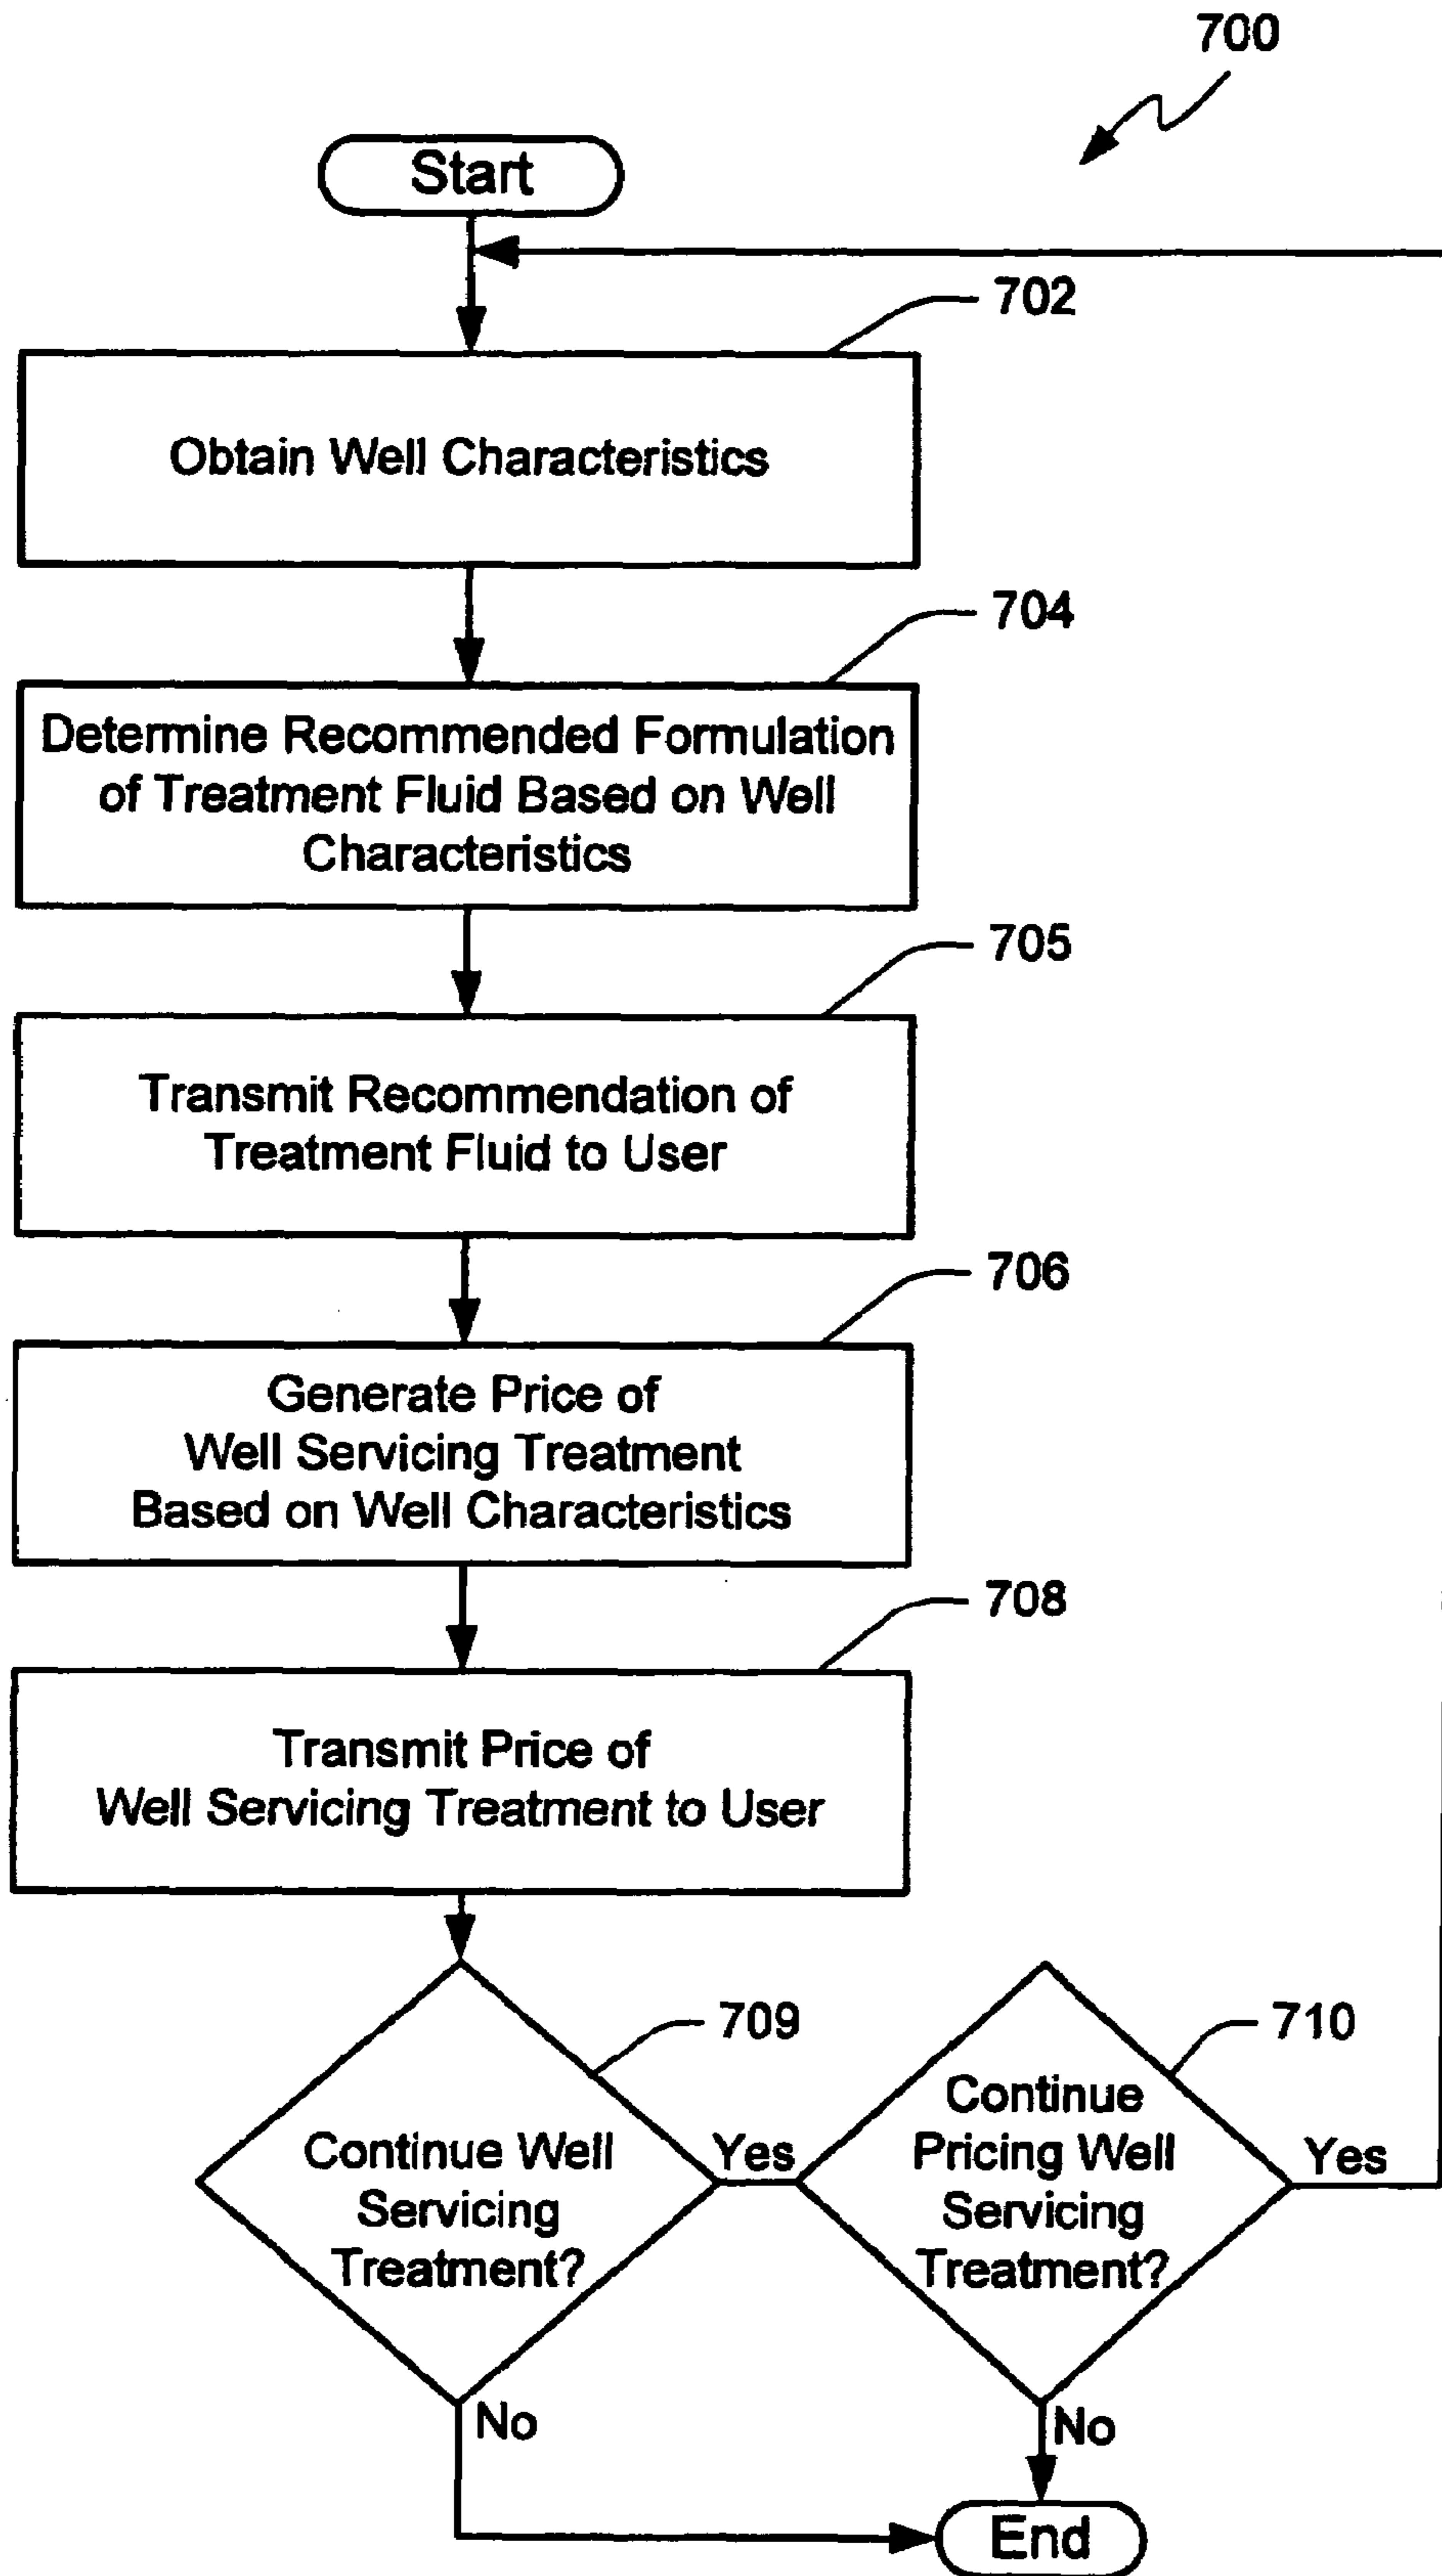 700
Start
702
Obtain Well Characteristics
704
Determine Recommended Formulation
of Treatment Fluid Based on Well
Characteristics
705
Transmit Recommendation of
Treatment Fluid to User
706
Generate Price of
Well Servicing Treatment
Based on Well Characteristics
708
Transmit Price of
Well Servicing Treatment to User
709
Continue Well
Servicing
Treatment?
Yes
No
710
Continue
Pricing Well
Servicing
Treatment?
Yes
No
End